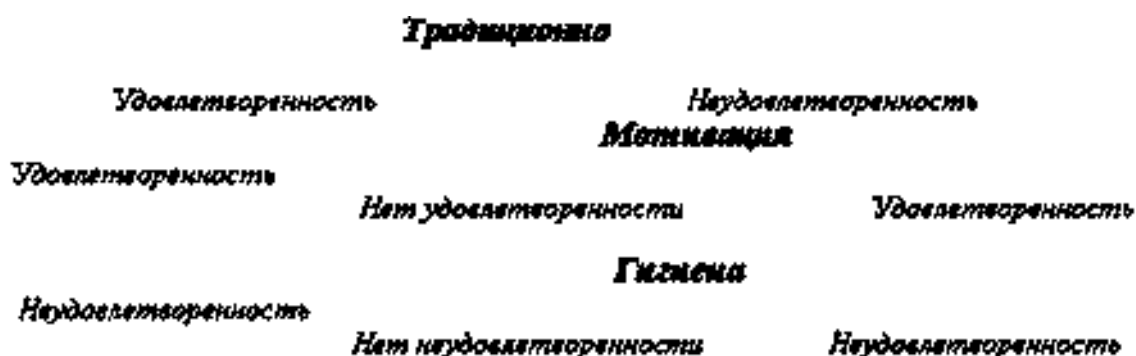 Традиционно
Удовлетворенность Неудовлетворенность
Мотивация
Удовлетворенность
Нет удовлетворенности Удовлетворенность
Гигиена
Неудовлетворенность
Нет неудовлетворенности Неудовлетворенность